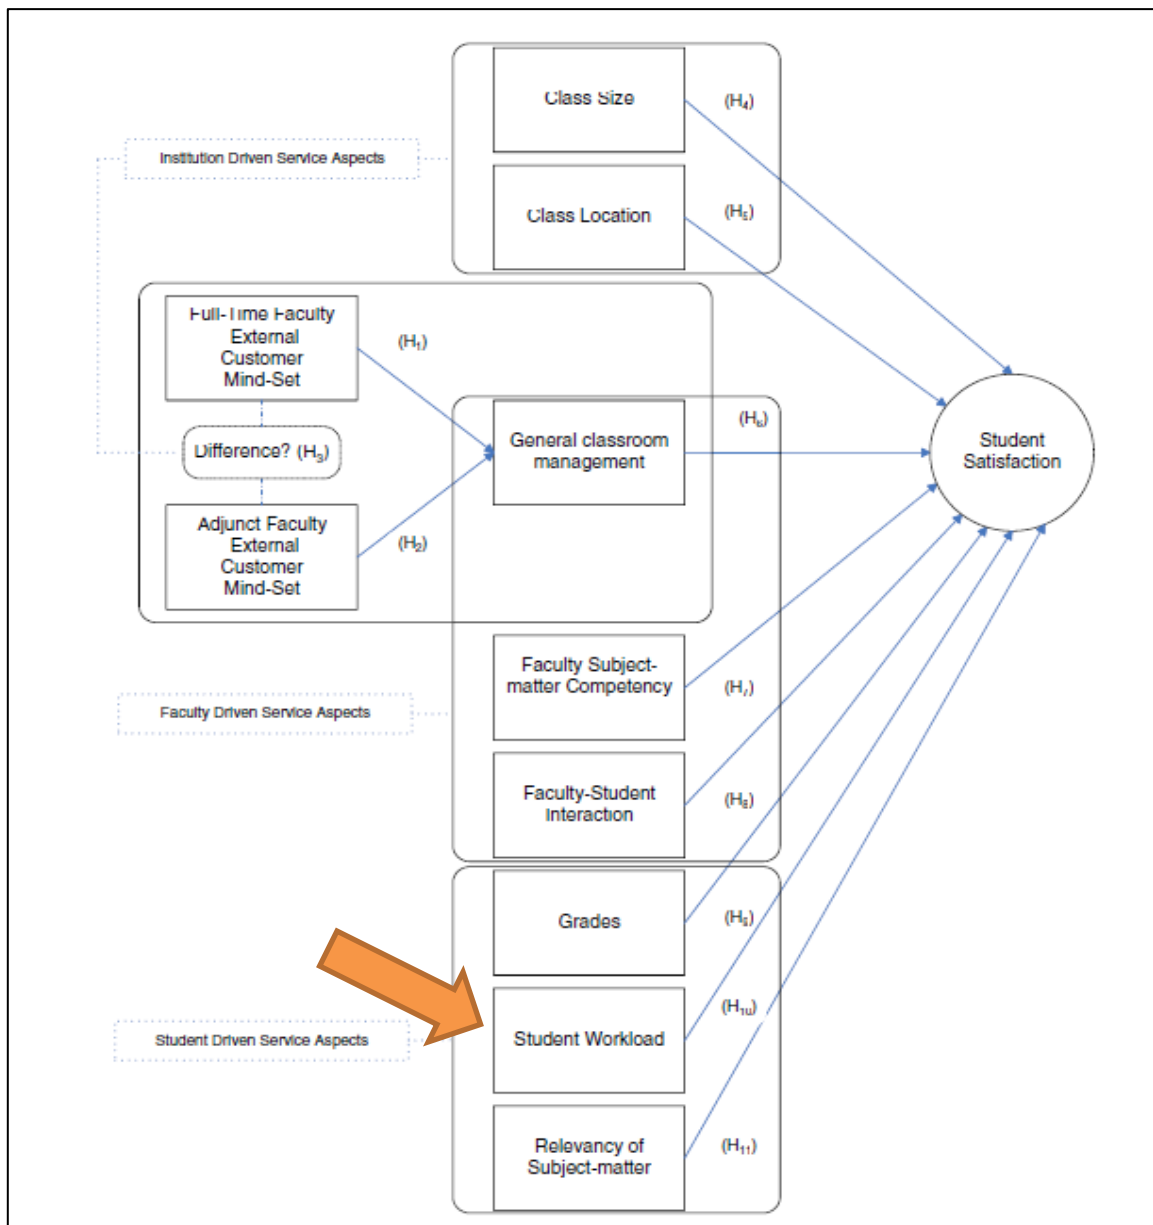 Class Size
(H4)
Institution Driven Service Aspects
Class Location
(H5)
Full-Time Faculty
External
Customer
Mind-Set
(H1)
Difference? (H3)
General classroom
management
(H6)
Student
Satisfaction
Adjunct Faculty
External
Customer
Mind-Set
(H2)
Faculty Subject-
matter Competency
(H7)
Faculty Driven Service Aspects
Faculty-Student
Interaction
(H8)
Grades
(H9)
Student Driven Service Aspects
Student Workload
(H10)
Relevancy of
Subject-matter
(H11)